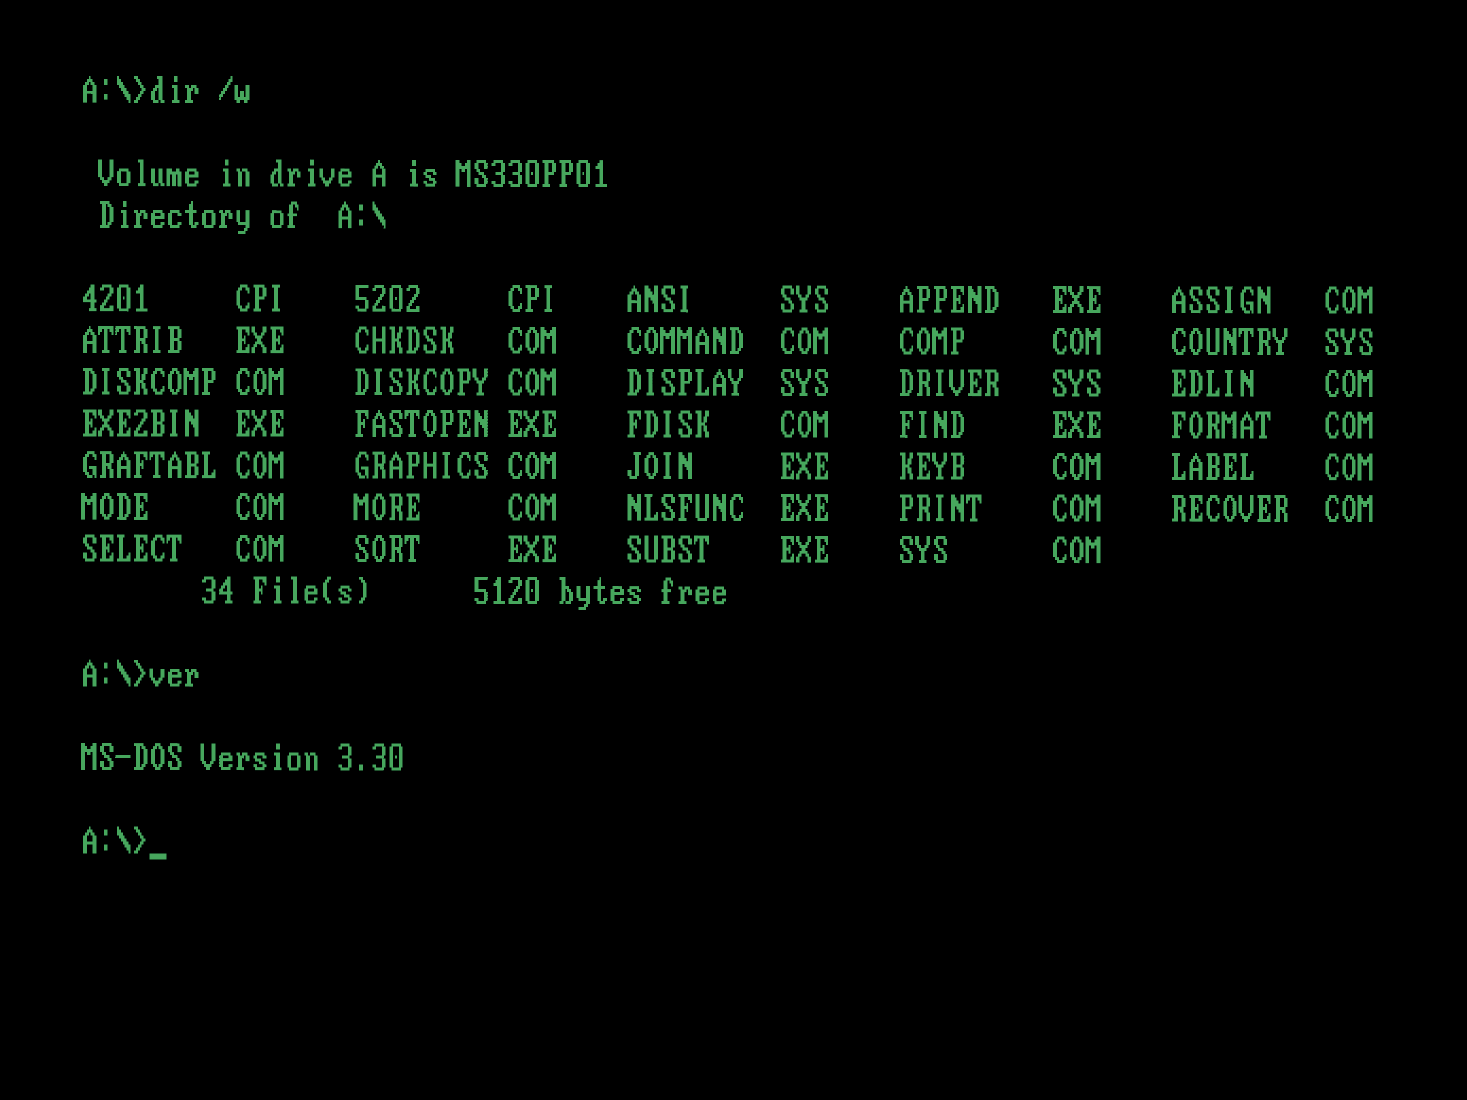 A:\>dir /w
Volume in drive A is MS330PP01
Directory of  A:\
4201     CPI    5202     CPI    ANSI     SYS    APPEND   EXE    ASSIGN   COM
ATTRIB   EXE    CHKDSK   COM    COMMAND  COM    COMP     COM    COUNTRY  SYS
DISKCOMP COM    DISKCOPY COM    DISPLAY  SYS    DRIVER   SYS    EDLIN    COM
EXE2BIN  EXE    FASTOPEN EXE    FDISK    COM    FIND     EXE    FORMAT   COM
GRAFTABL COM    GRAPHICS COM    JOIN     EXE    KEYB     COM    LABEL    COM
MODE     COM    MORE     COM    NLSFUNC  EXE    PRINT    COM    RECOVER  COM
SELECT   COM    SORT     EXE    SUBST    EXE    SYS      COM
34 File(s)      5120 bytes free
A:\>ver
MS-DOS Version 3.30
A:\>_